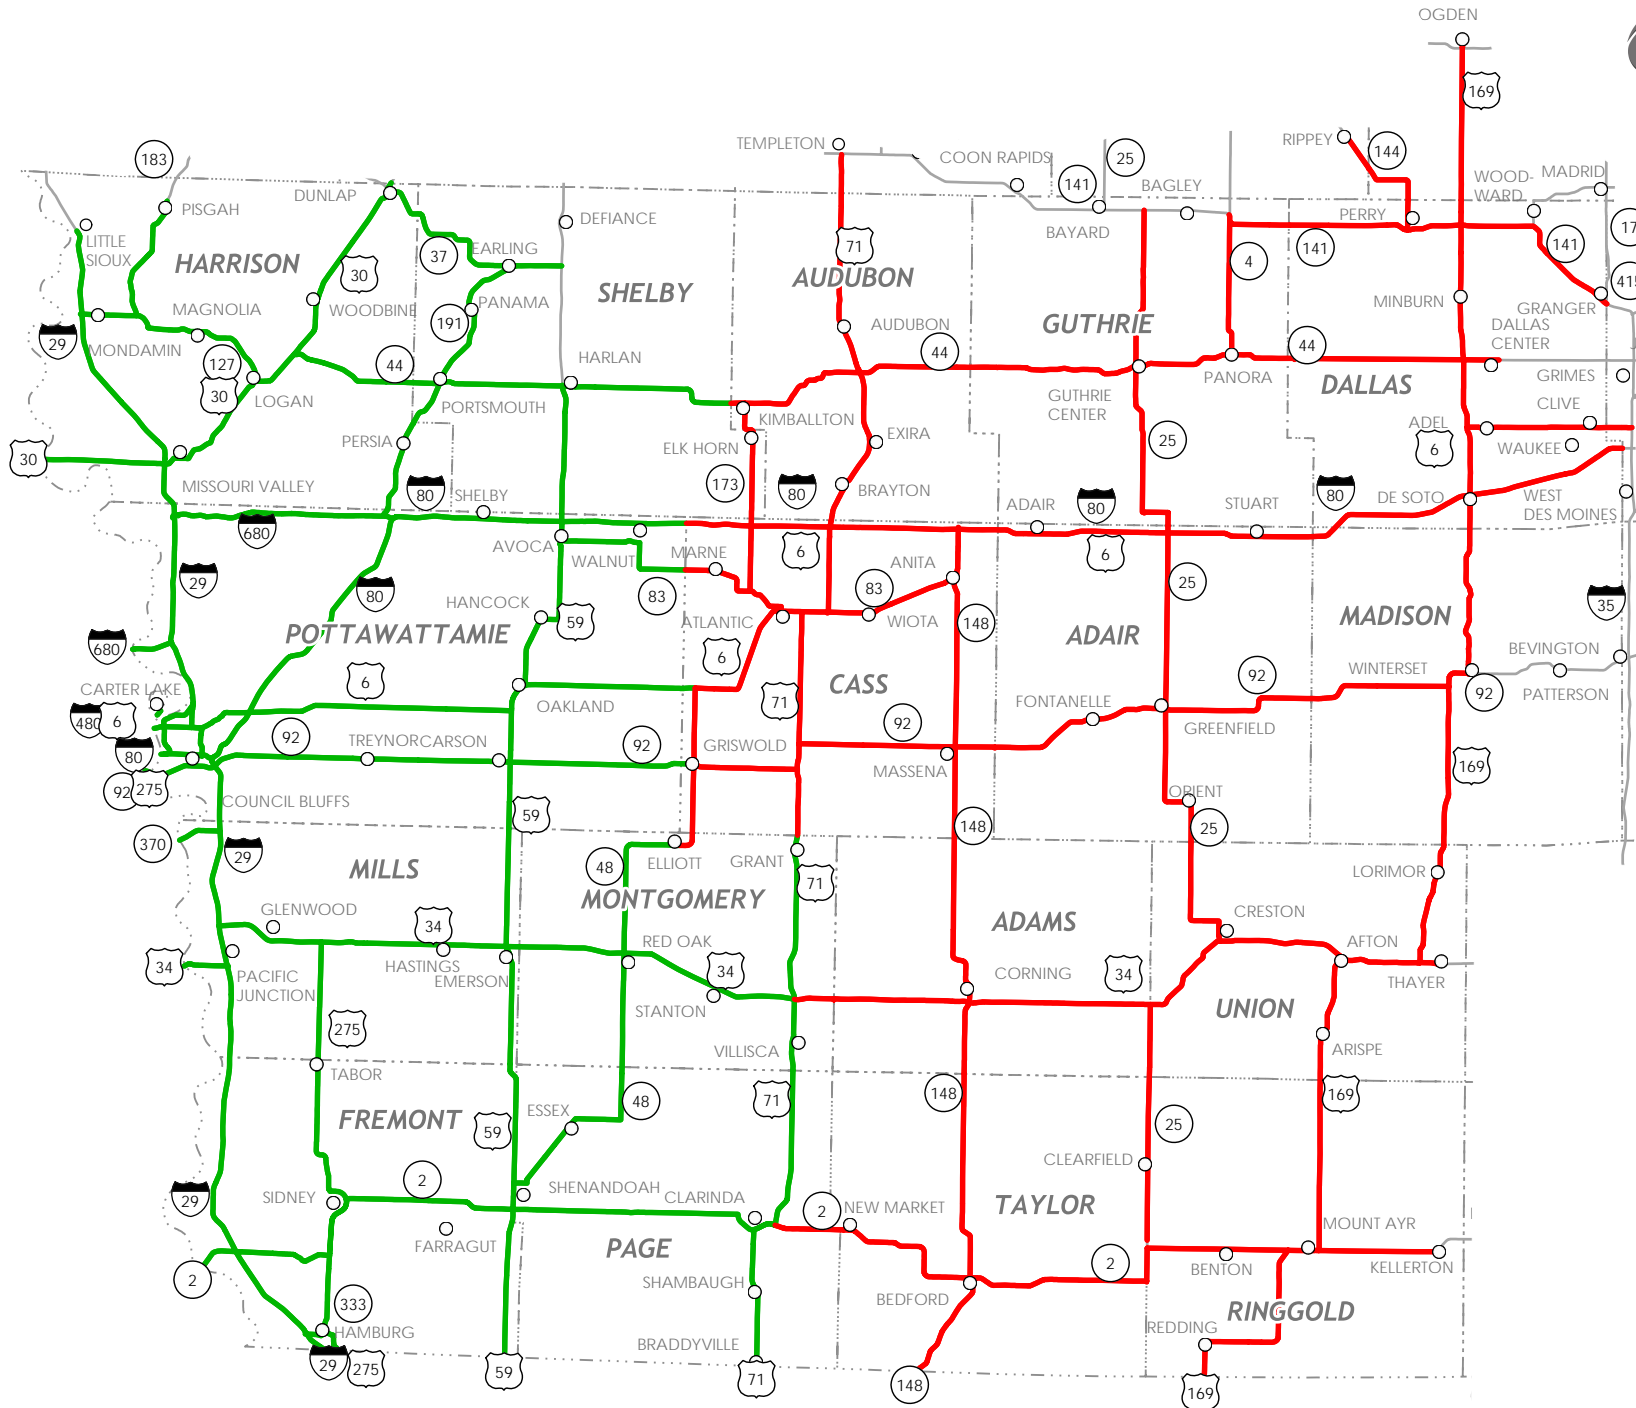 OGDEN
169
183
TEMPLETON
COON RAPIDS
25
141
BAGLEY
RIPPEY
144
WOOD-
WARD
MADRID
PISGAH
DUNLAP
DEFIANCE
BAYARD
PERRY
141
141
17
LITTLE
SIOUX
HARRISON
37
EARLING
71
4
30
SHELBY
AUDUBON
415
MAGNOLIA
WOODBINE
PANAMA
191
AUDUBON
GUTHRIE
MINBURN
GRANGER
29
MONDAMIN
127
44
HARLAN
44
44
DALLAS
CENTER
30
LOGAN
PORTSMOUTH
KIMBALLTON
GUTHRIE
CENTER
PANORA
DALLAS
GRIMES
CLIVE
30
PERSIA
ELK HORN
EXIRA
25
ADEL
6
WAUKEE
MISSOURI VALLEY
80
SHELBY
173
80
BRAYTON
ADAIR
80
STUART
80
DE SOTO
WEST
DES MOINES
680
AVOCA
WALNUT
MARNE
6
6
29
80
HANCOCK
83
ANITA
83
25
35
59
ATLANTIC
WIOTA
148
MADISON
680
POTTAWATTAMIE
6
ADAIR
BEVINGTON
CARTER LAKE
6
CASS
WINTERSET
480
6
OAKLAND
71
FONTANELLE
92
92
PATTERSON
80
92
TREYNOR
CARSON
92
GRISWOLD
92
GREENFIELD
92
275
MASSENA
169
COUNCIL BLUFFS
59
ORIENT
370
29
148
25
MILLS
48
ELLIOTT
GRANT
71
LORIMOR
MONTGOMERY
GLENWOOD
34
ADAMS
CRESTON
34
PACIFIC
JUNCTION
HASTINGS
EMERSON
RED OAK
34
CORNING
34
AFTON
STANTON
THAYER
275
UNION
VILLISCA
ARISPE
TABOR
71
148
169
FREMONT
59
ESSEX
48
25
CLEARFIELD
29
SIDNEY
2
SHENANDOAH
CLARINDA
2
NEW MARKET
TAYLOR
FARRAGUT
PAGE
MOUNT AYR
2
SHAMBAUGH
2
BENTON
KELLERTON
333
BEDFORD
RINGGOLD
HAMBURG
BRADDYVILLE
REDDING
29
275
59
71
148
169